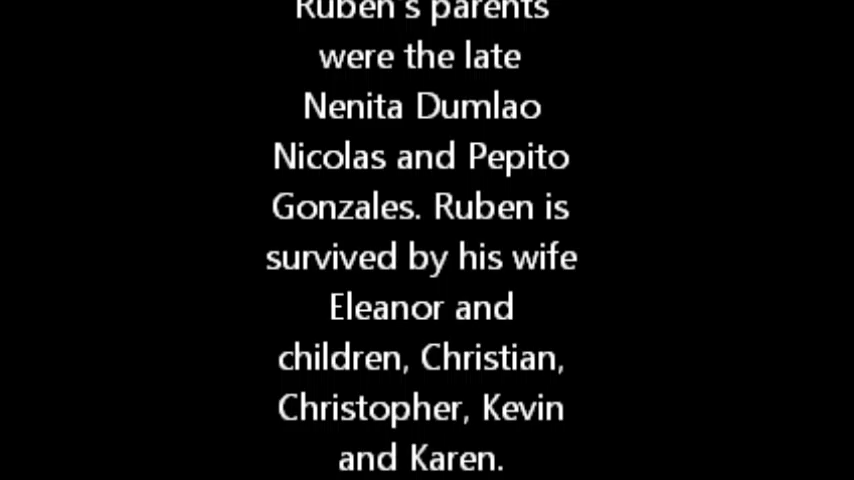 Ruben's parents
were the late
Nenita Dumlao
Nicolas and Pepito
Gonzales. Ruben is
survived by his wife
Eleanor and
children, Christian,
Christopher, Kevin
and Karen.